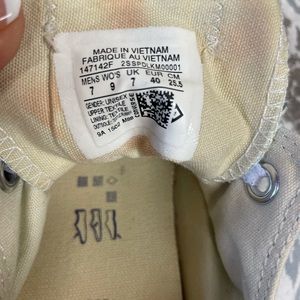 MADE IN VIETNAM
FABRIQUE AU VIETNAM
147142F 2SSPDLKM00001
MENS WO'S UK EUR CM
7 9 7 40 25.5
GENDER: UNISEX
UPPER: TEXTILE
LINING: TEXTILE